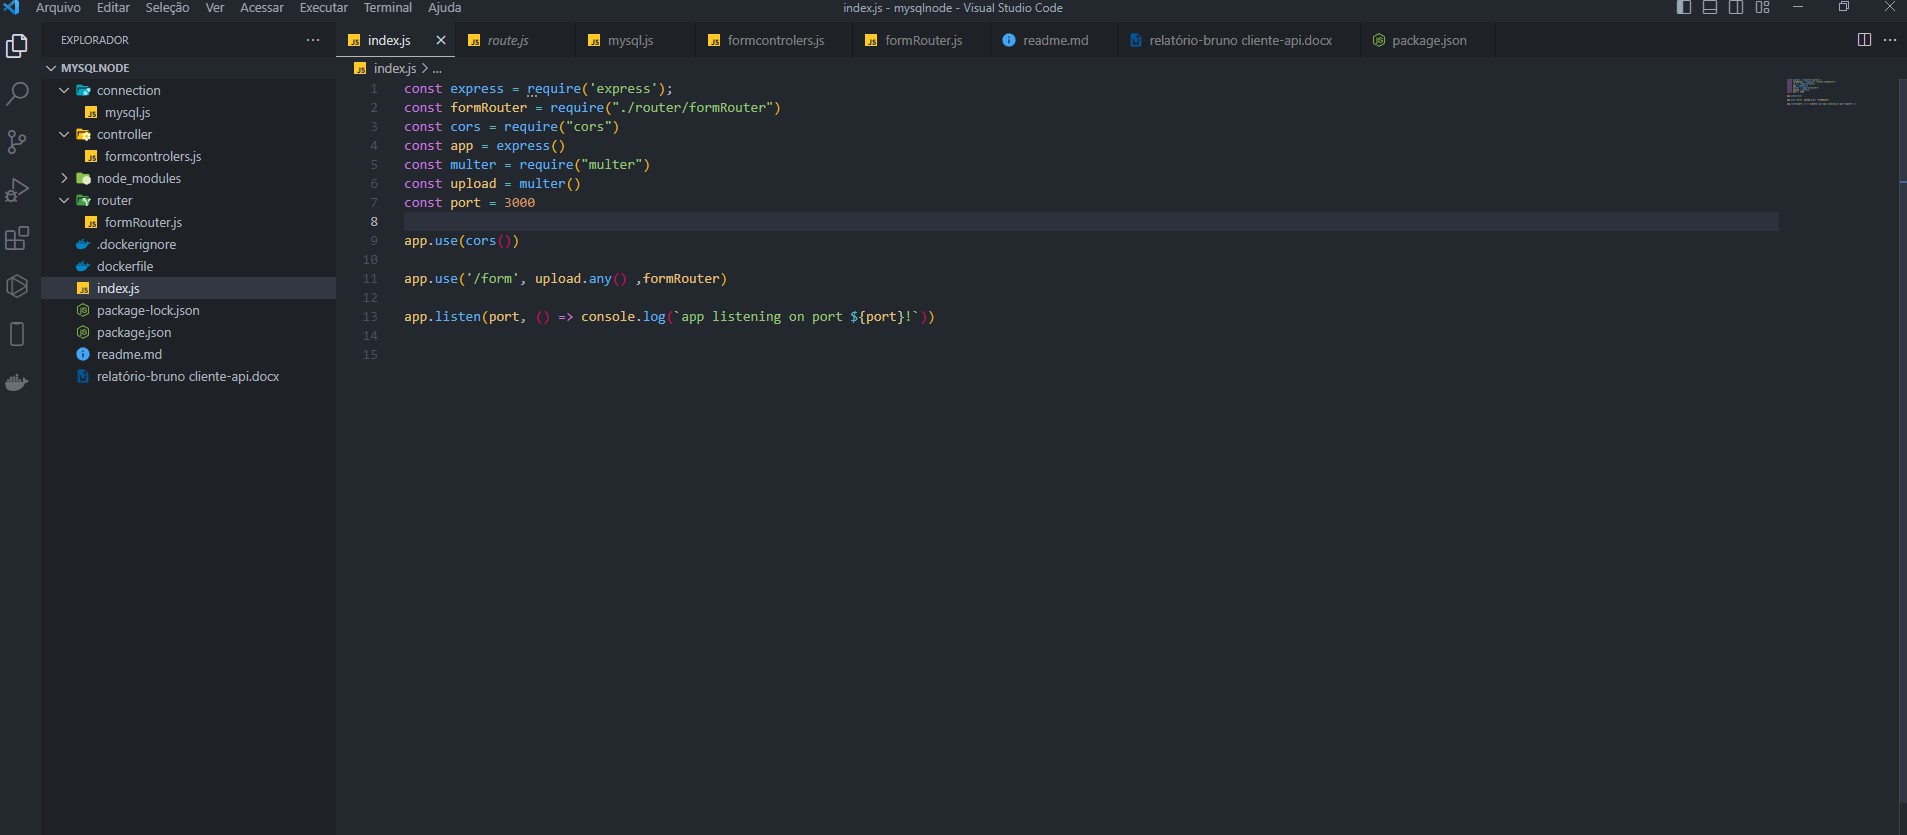 Arquivo Editar Seleção Ver Acessar Executar Terminal Ajuda
index.js - mysqlnode - Visual Studio Code
EXPLORADOR ...
MYSQLNODE
connection
mysql.js
controller
formcontrolers.js
node_modules
router
formRouter.js
.dockerignore
dockerfile
index.js
package-lock.json
package.json
readme.md
relatório-bruno cliente-api.docx
index.js route.js mysql.js formcontrolers.js formRouter.js readme.md relatório-bruno cliente-api.docx package.json
index.js > ...
1 const express = require('express');
2 const formRouter = require("./router/formRouter")
3 const cors = require("cors")
4 const app = express()
5 const multer = require("multer")
6 const upload = multer()
7 const port = 3000
8
9 app.use(cors())
10
11 app.use('/form', upload.any() ,formRouter)
12
13 app.listen(port, () => console.log(`app listening on port ${port}!`))
14
15